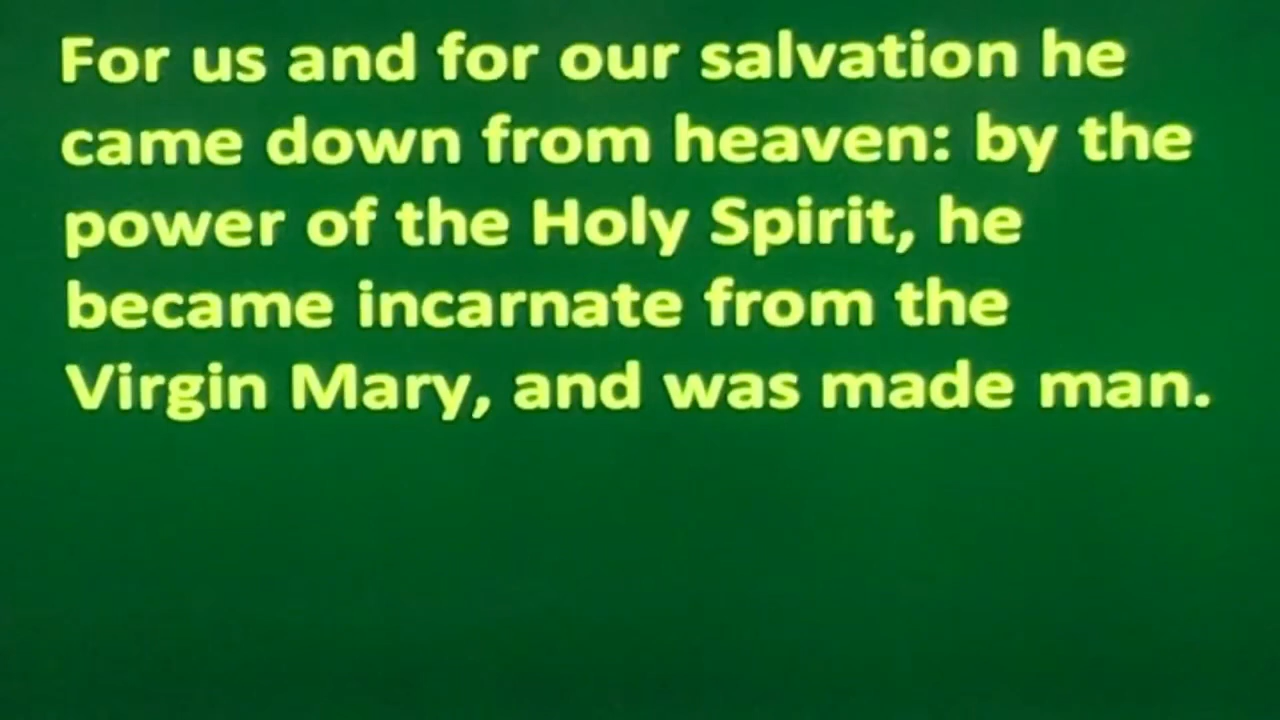 For us and for our salvation he
came down from heaven: by the
power of the Holy Spirit, he
became incarnate from the
Virgin Mary, and was made man.